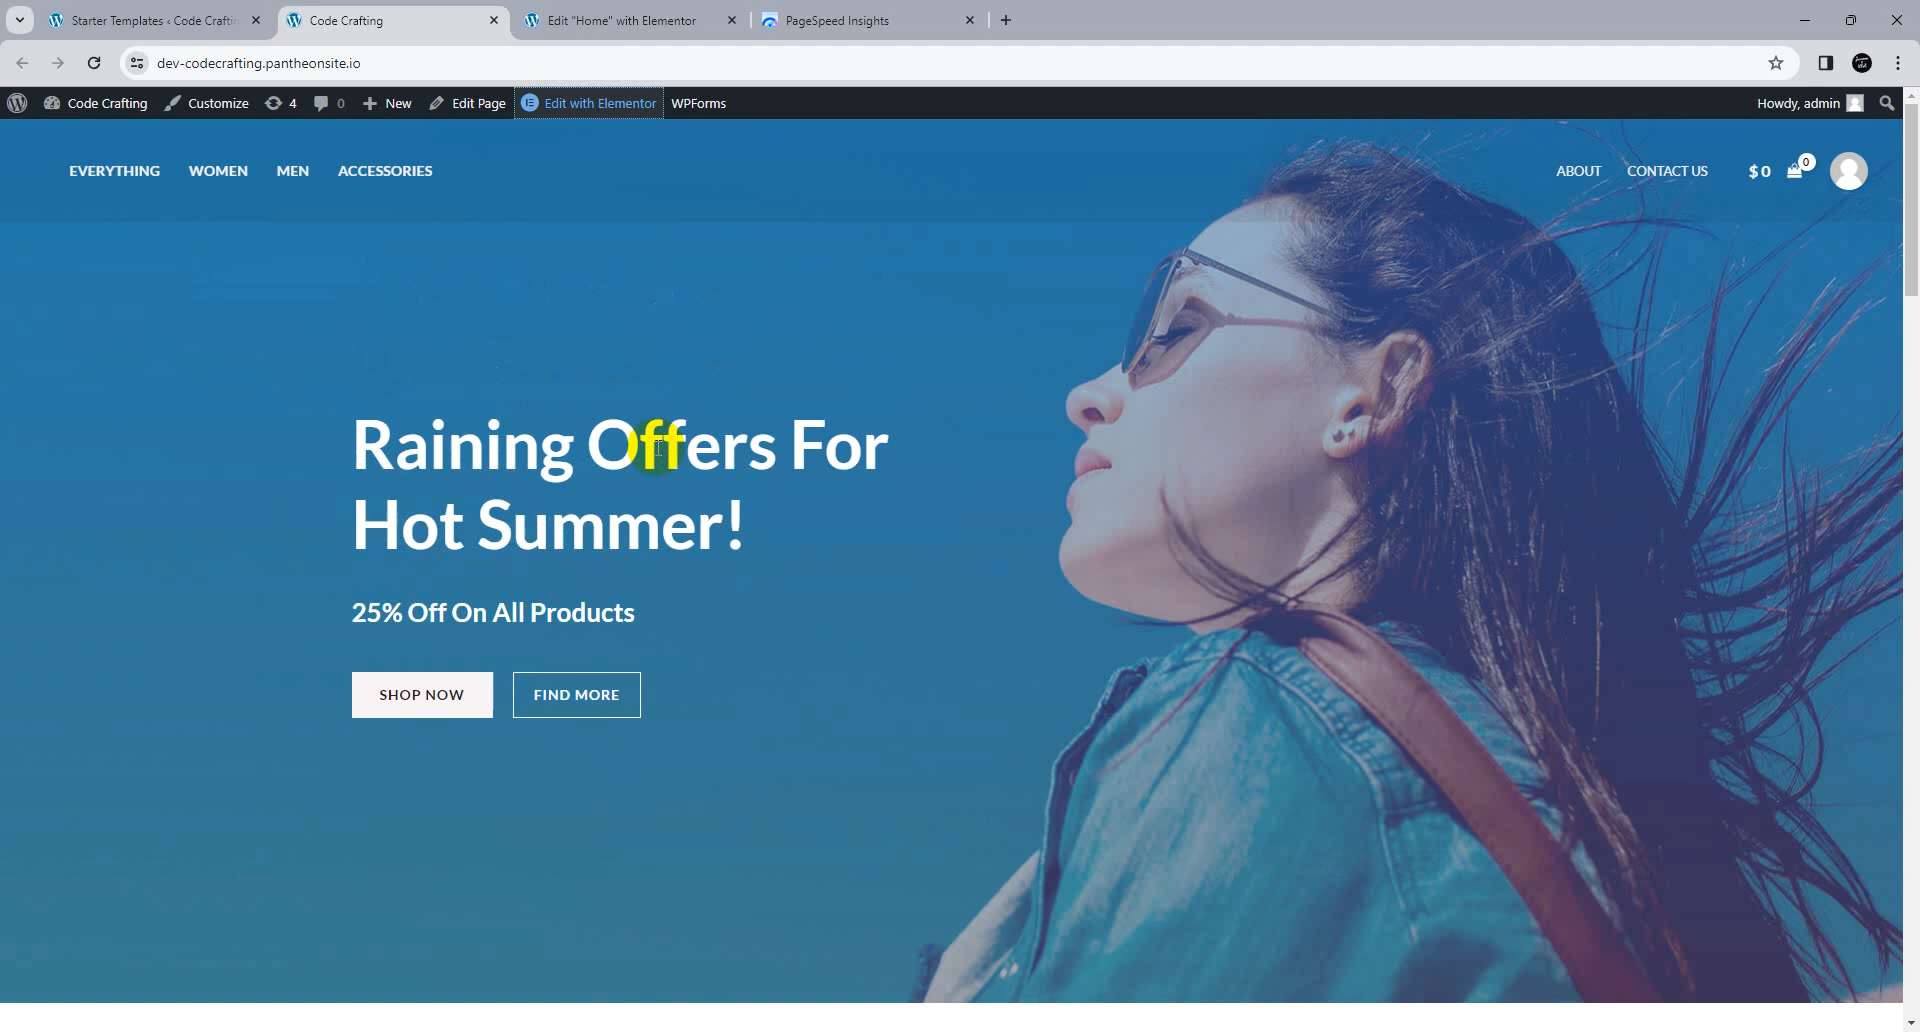 Starter Templates ‹ Code Crafti
Code Crafting
Edit "Home" with Elementor
PageSpeed Insights
dev-codecrafting.pantheonsite.io
Code Crafting
Customize
4
0
New
Edit Page
Edit with Elementor
WPForms
Howdy, admin
EVERYTHING
WOMEN
MEN
ACCESSORIES
ABOUT
CONTACT US
$0
0
Raining Offers For
Hot Summer!
25% Off On All Products
SHOP NOW
FIND MORE